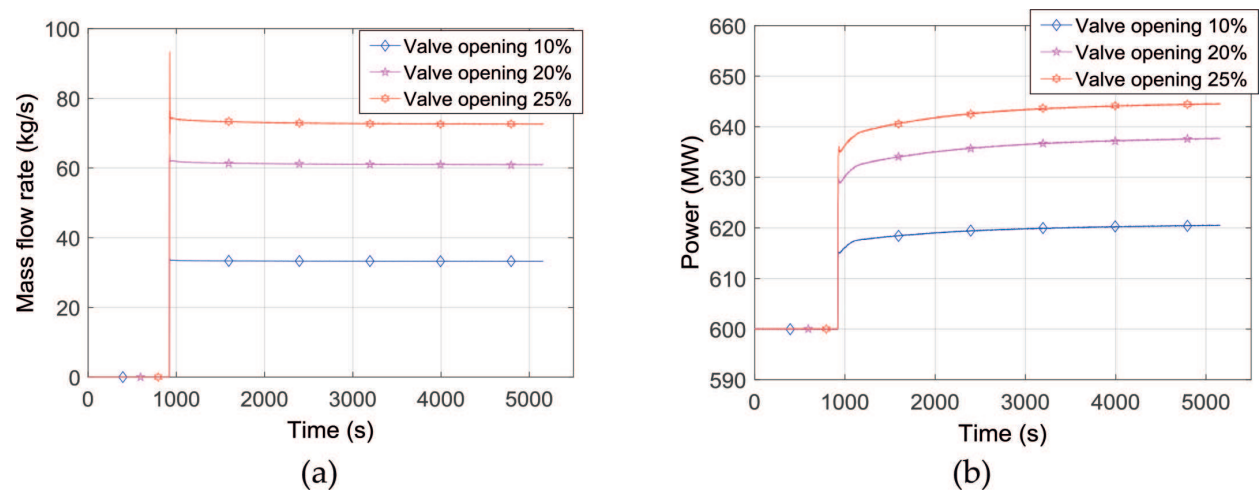 100
80
60
40
20
0
Mass flow rate (kg/s)
0 1000 2000 3000 4000 5000
Time (s)
Valve opening 10%
Valve opening 20%
Valve opening 25%
(a)
660
650
640
630
620
610
600
590
Power (MW)
0 1000 2000 3000 4000 5000
Time (s)
Valve opening 10%
Valve opening 20%
Valve opening 25%
(b)